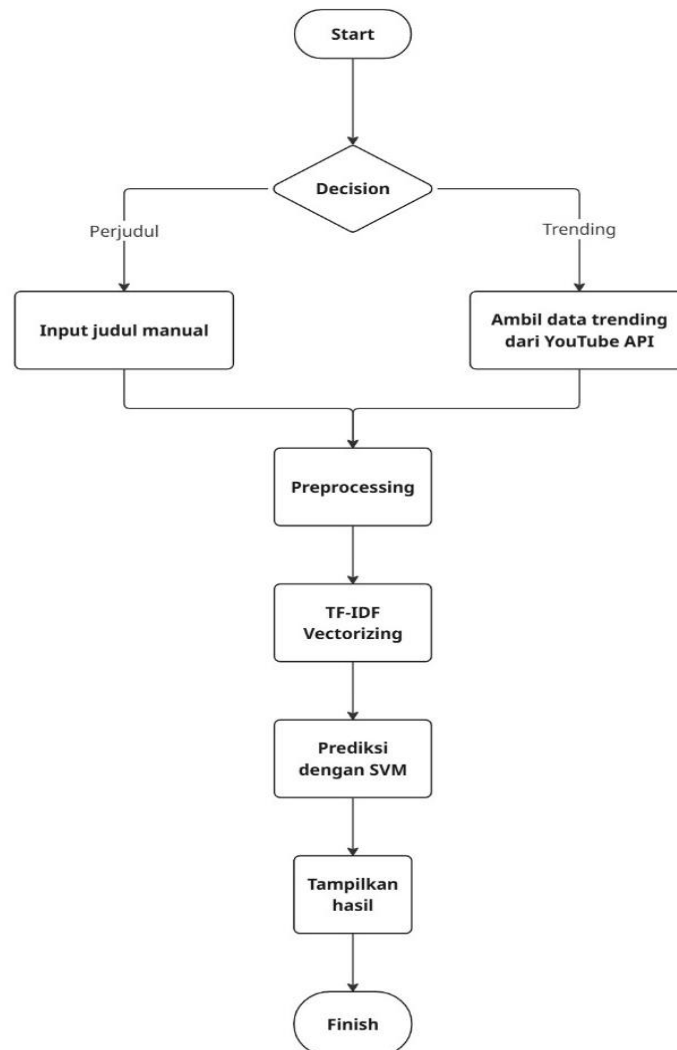 Start
Decision
Perjudul
Trending
Input judul manual
Ambil data trending
dari YouTube API
Preprocessing
TF-IDF
Vectorizing
Prediksi
dengan SVM
Tampilkan
hasil
Finish